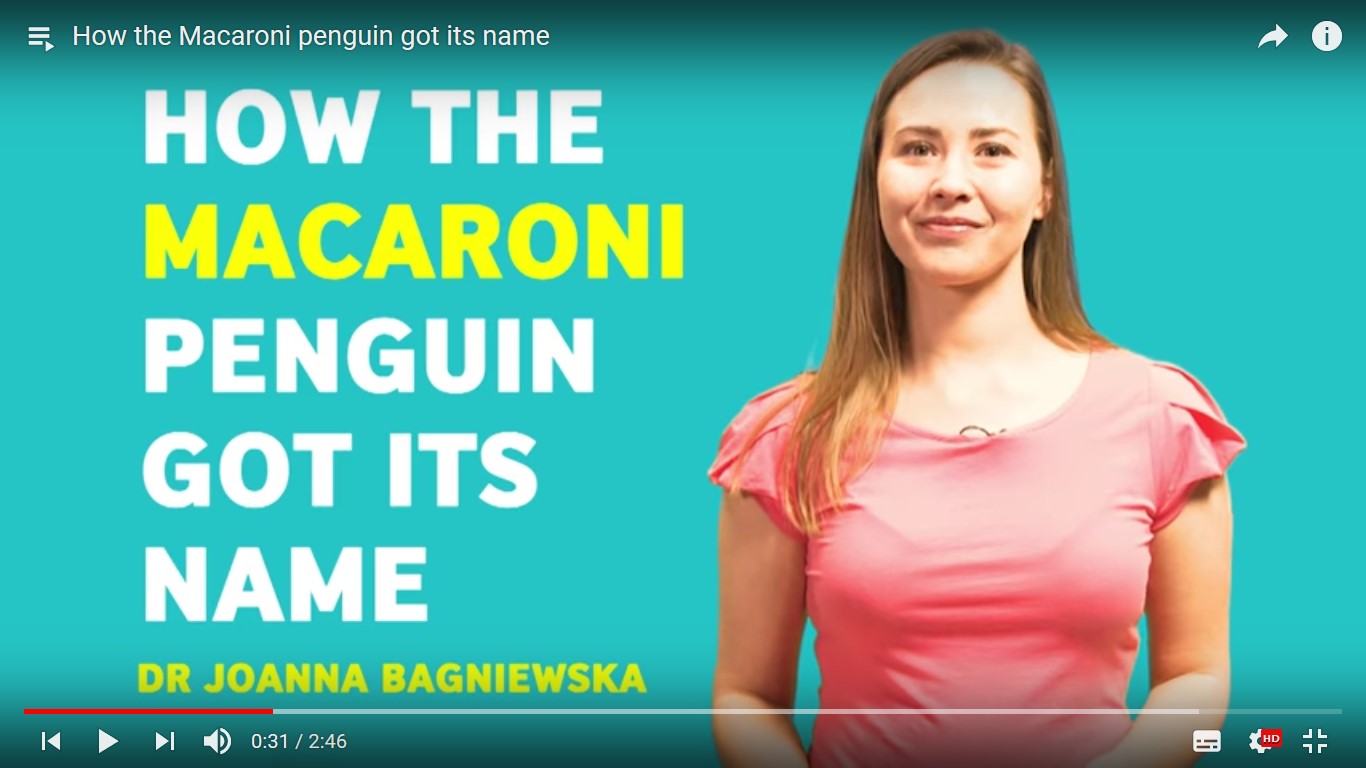 How the Macaroni penguin got its name
HOW THE
MACARONI
PENGUIN
GOT ITS
NAME
DR JOANNA BAGNIEWSKA
0:31 / 2:46
HD